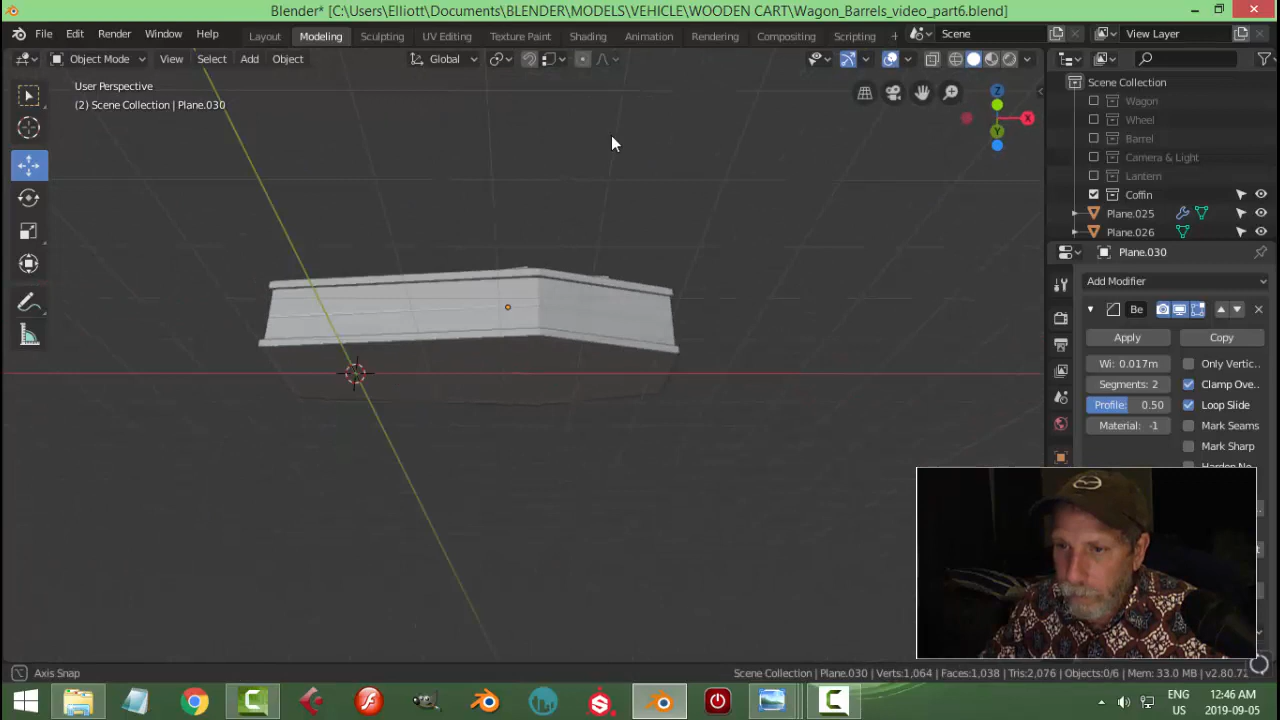 Blender* [C:\Users\Elliott\Documents\BLENDER\MODELS\VEHICLE\WOODEN CART\Wagon_Barrels_video_part6.blend]
File Edit Render Window Help Layout Modeling Sculpting UV Editing Texture Paint Shading Animation Rendering Compositing Scripting + Scene View Layer
Object Mode View Select Add Object Global
User Perspective
(2) Scene Collection | Plane.030
Z
X
Y
Scene Collection
Wagon
Wheel
Barrel
Camera & Light
Lantern
Coffin
Plane.025
Plane.026
Plane.030
Add Modifier
Be
Apply Copy
Wi: 0.017m Only Vertic..
Segments: 2 Clamp Ove..
Profile: 0.50 Loop Slide
Material: -1 Mark Seams
Mark Sharp
Axis Snap Scene Collection | Plane.030 | Verts:1,064 | Faces:1,038 | Tris:2,076 | Objects:0/6 | Mem: 33.0 MB | v2.80.7
ENG 12:46 AM
US 2019-09-05